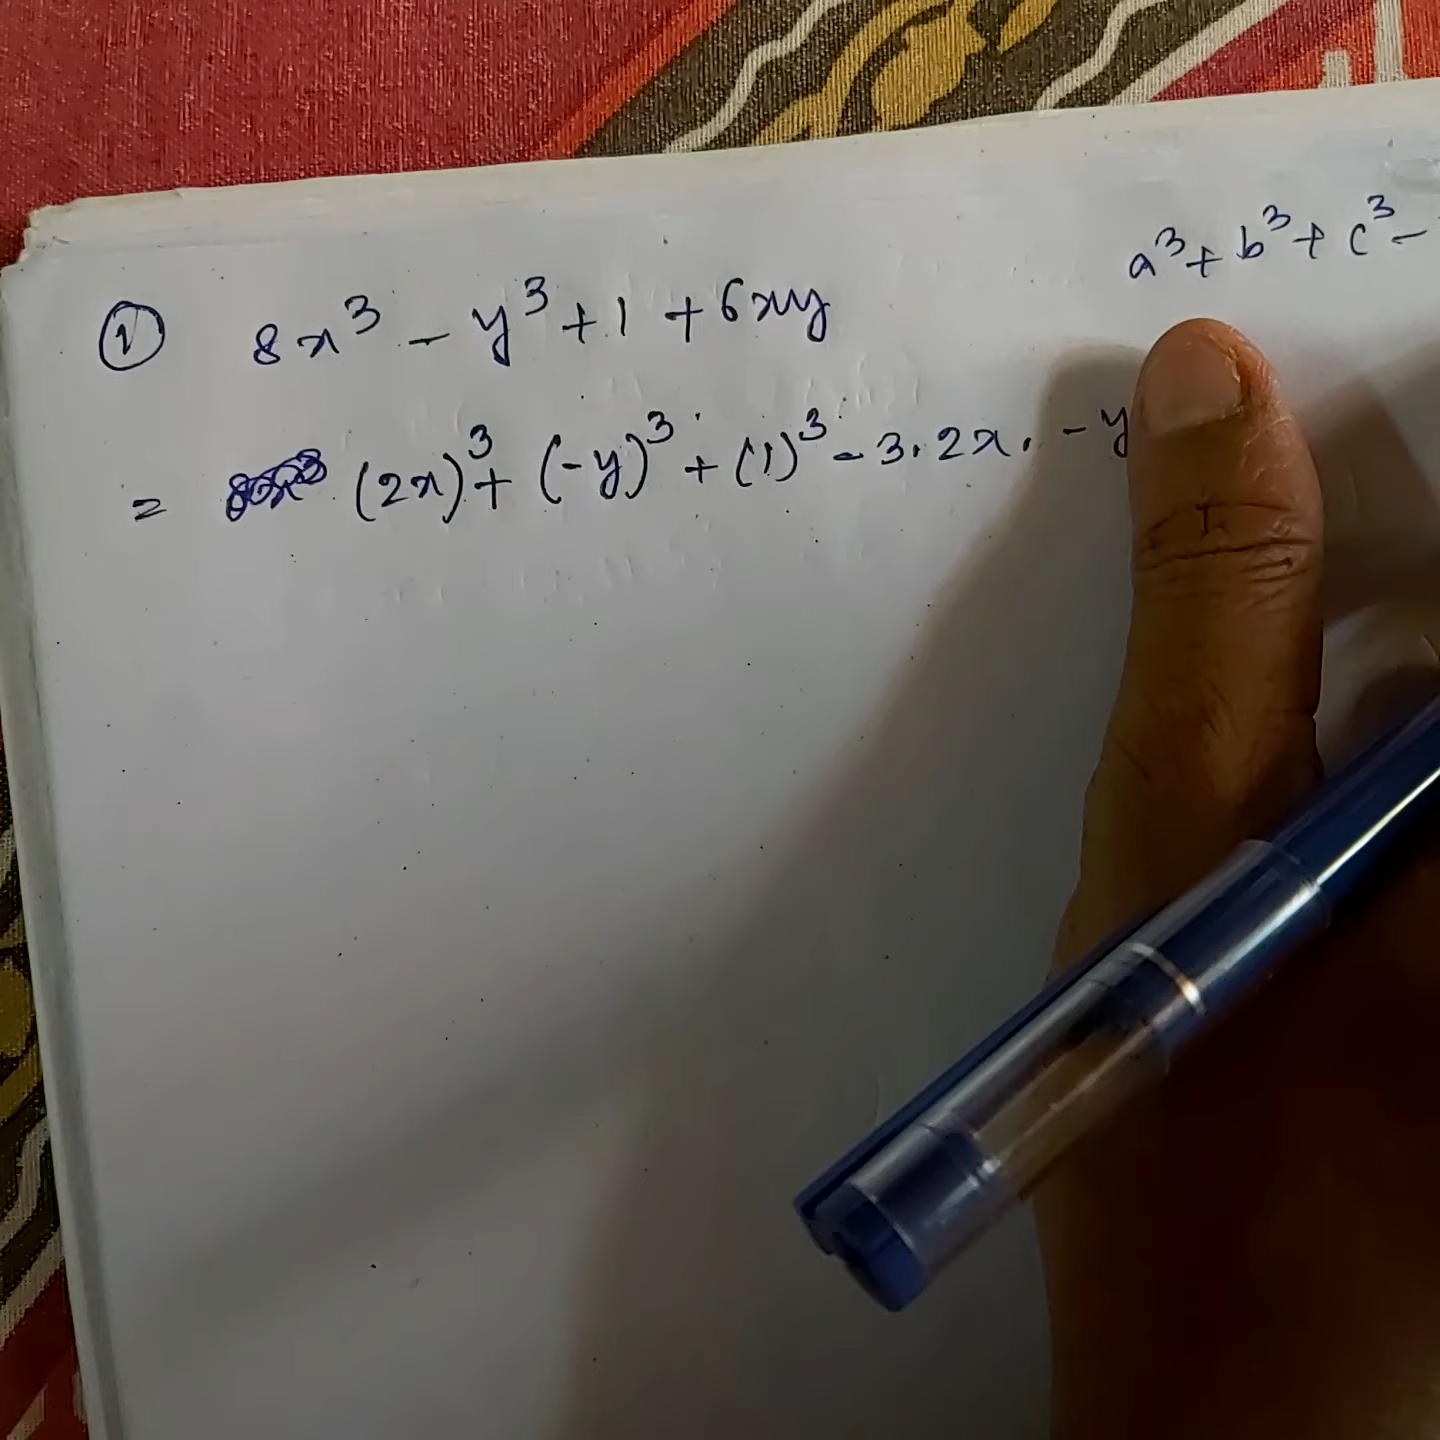 a³ + b³ + c³ -
① 8x³ - y³ + 1 + 6xy
= (2x)³ + (-y)³ + (1)³ - 3.2x. - y